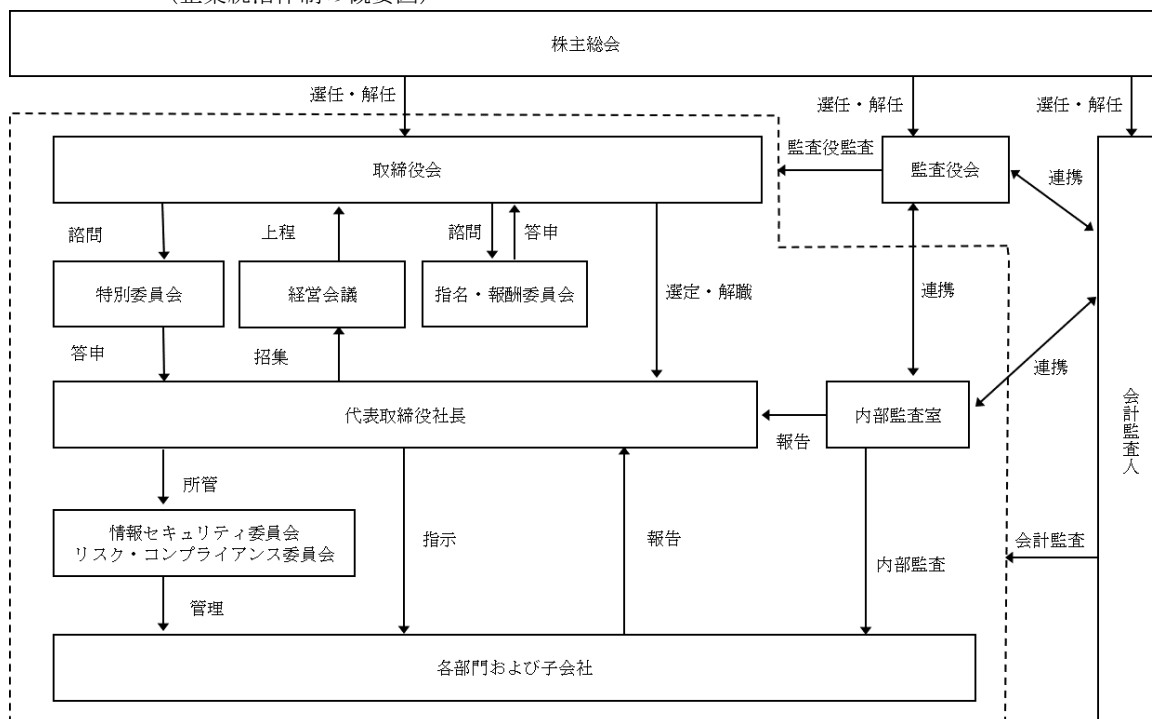 （企業統治体制の概要図）
株主総会
選任・解任
選任・解任
選任・解任
取締役会
監査役監査
監査役会
連携
諮問
上程
諮問
答申
特別委員会
経営会議
指名・報酬委員会
選定・解職
連携
答申
招集
連携
代表取締役社長
報告
内部監査室
会計監査人
所管
情報セキュリティ委員会
リスク・コンプライアンス委員会
指示
報告
内部監査
会計監査
管理
各部門および子会社